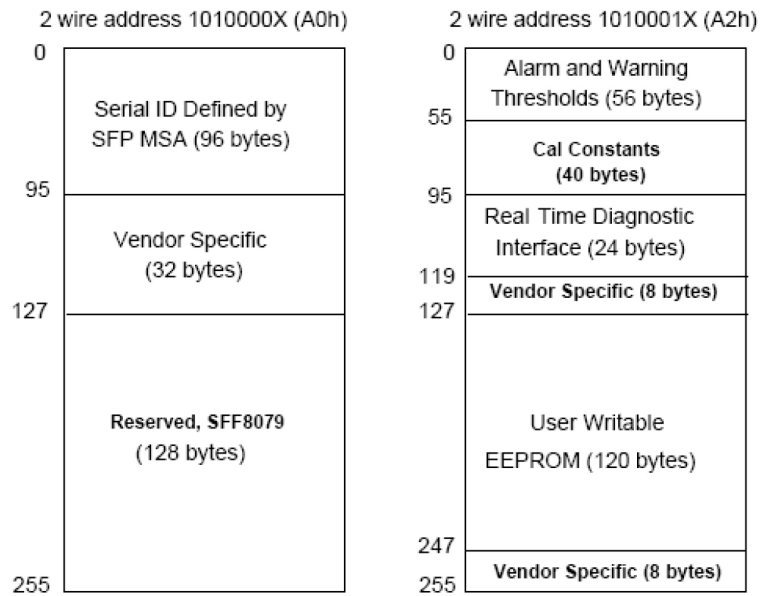 2 wire address 1010000X (A0h)
0
Serial ID Defined by
SFP MSA (96 bytes)
95
Vendor Specific
(32 bytes)
127
Reserved, SFF8079
(128 bytes)
255
2 wire address 1010001X (A2h)
0
Alarm and Warning
Thresholds (56 bytes)
55
Cal Constants
(40 bytes)
95
Real Time Diagnostic
Interface (24 bytes)
119
Vendor Specific (8 bytes)
127
User Writable
EEPROM (120 bytes)
247
Vendor Specific (8 bytes)
255